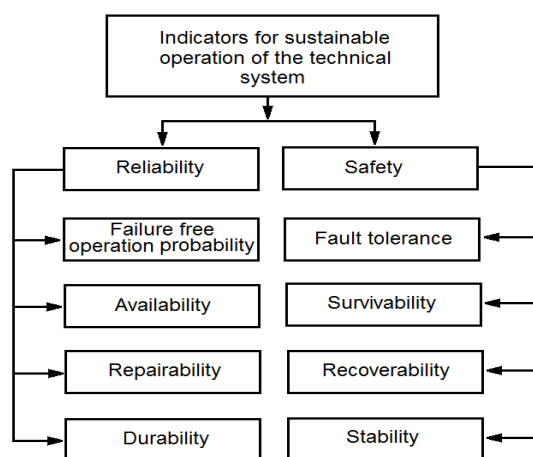 Indicators for sustainable
operation of the technical
system
Reliability
Safety
Failure free
operation probability
Fault tolerance
Availability
Survivability
Repairability
Recoverability
Durability
Stability